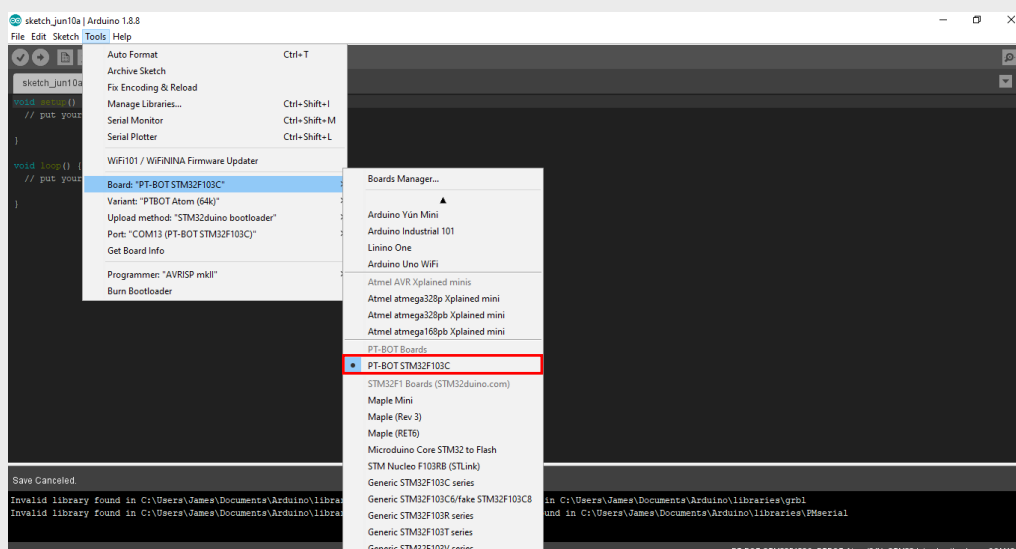 sketch_jun10a | Arduino 1.8.8
File Edit Sketch Tools Help
sketch_jun10a
void setup()
// put your
}
void loop() {
// put your
}
Auto Format Ctrl+T
Archive Sketch
Fix Encoding & Reload
Manage Libraries... Ctrl+Shift+I
Serial Monitor Ctrl+Shift+M
Serial Plotter Ctrl+Shift+L
WiFi101 / WiFiNINA Firmware Updater
Board: "PT-BOT STM32F103C"
Variant: "PTBOT Atom (64k)"
Upload method: "STM32duino bootloader"
Port: "COM13 (PT-BOT STM32F103C)"
Get Board Info
Programmer: "AVRISP mkII"
Burn Bootloader
Boards Manager...
Arduino Yún Mini
Arduino Industrial 101
Linino One
Arduino Uno WiFi
Atmel AVR Xplained minis
Atmel atmega328p Xplained mini
Atmel atmega328pb Xplained mini
Atmel atmega168pb Xplained mini
PT-BOT Boards
PT-BOT STM32F103C
STM32F1 Boards (STM32duino.com)
Maple Mini
Maple (Rev 3)
Maple (RET6)
Microduino Core STM32 to Flash
STM Nucleo F103RB (STLink)
Generic STM32F103C series
Generic STM32F103C6/fake STM32F103C8
Generic STM32F103R series
Generic STM32F103T series
Generic STM32F103V series
Save Canceled.
Invalid library found in C:\Users\James\Documents\Arduino\librar in C:\Users\James\Documents\Arduino\libraries\grbl
Invalid library found in C:\Users\James\Documents\Arduino\librar und in C:\Users\James\Documents\Arduino\libraries\PMserial